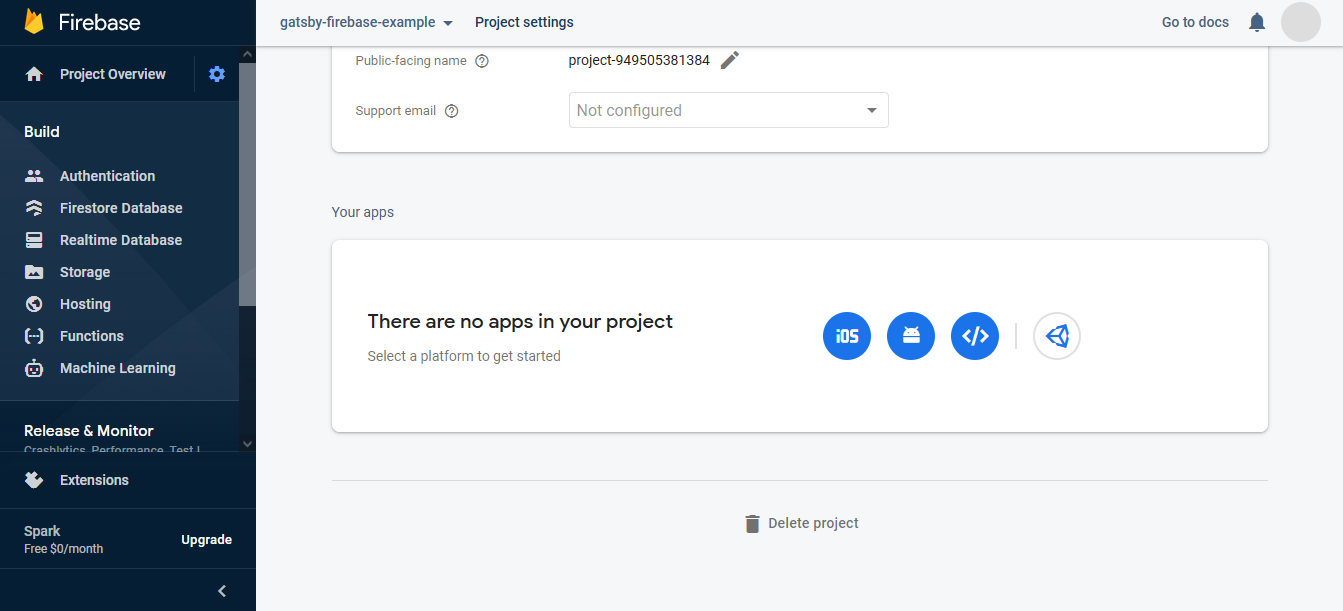 Firebase
gatsby-firebase-example
Project settings
Go to docs
Project Overview
Build
Authentication
Firestore Database
Realtime Database
Storage
Hosting
Functions
Machine Learning
Release & Monitor
Crashlytics, Performance, Test L
Extensions
Spark
Free $0/month
Upgrade
Public-facing name
project-949505381384
Support email
Not configured
Your apps
There are no apps in your project
Select a platform to get started
iOS
</>
Delete project